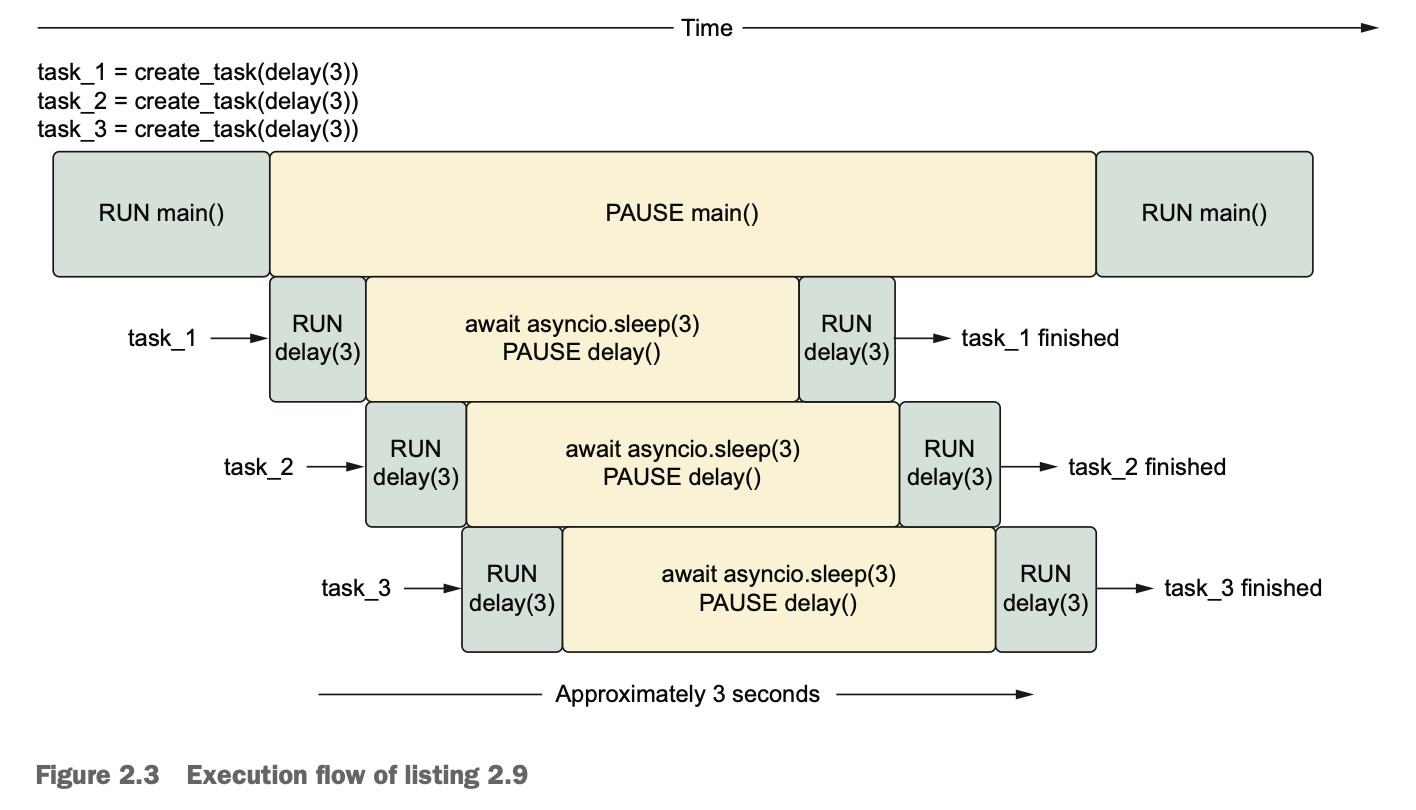 Time
task_1 = create_task(delay(3))
task_2 = create_task(delay(3))
task_3 = create_task(delay(3))
RUN main()
PAUSE main()
RUN main()
task_1
RUN
delay(3)
await asyncio.sleep(3)
PAUSE delay()
RUN
delay(3)
task_1 finished
task_2
RUN
delay(3)
await asyncio.sleep(3)
PAUSE delay()
RUN
delay(3)
task_2 finished
task_3
RUN
delay(3)
await asyncio.sleep(3)
PAUSE delay()
RUN
delay(3)
task_3 finished
Approximately 3 seconds
Figure 2.3 Execution flow of listing 2.9